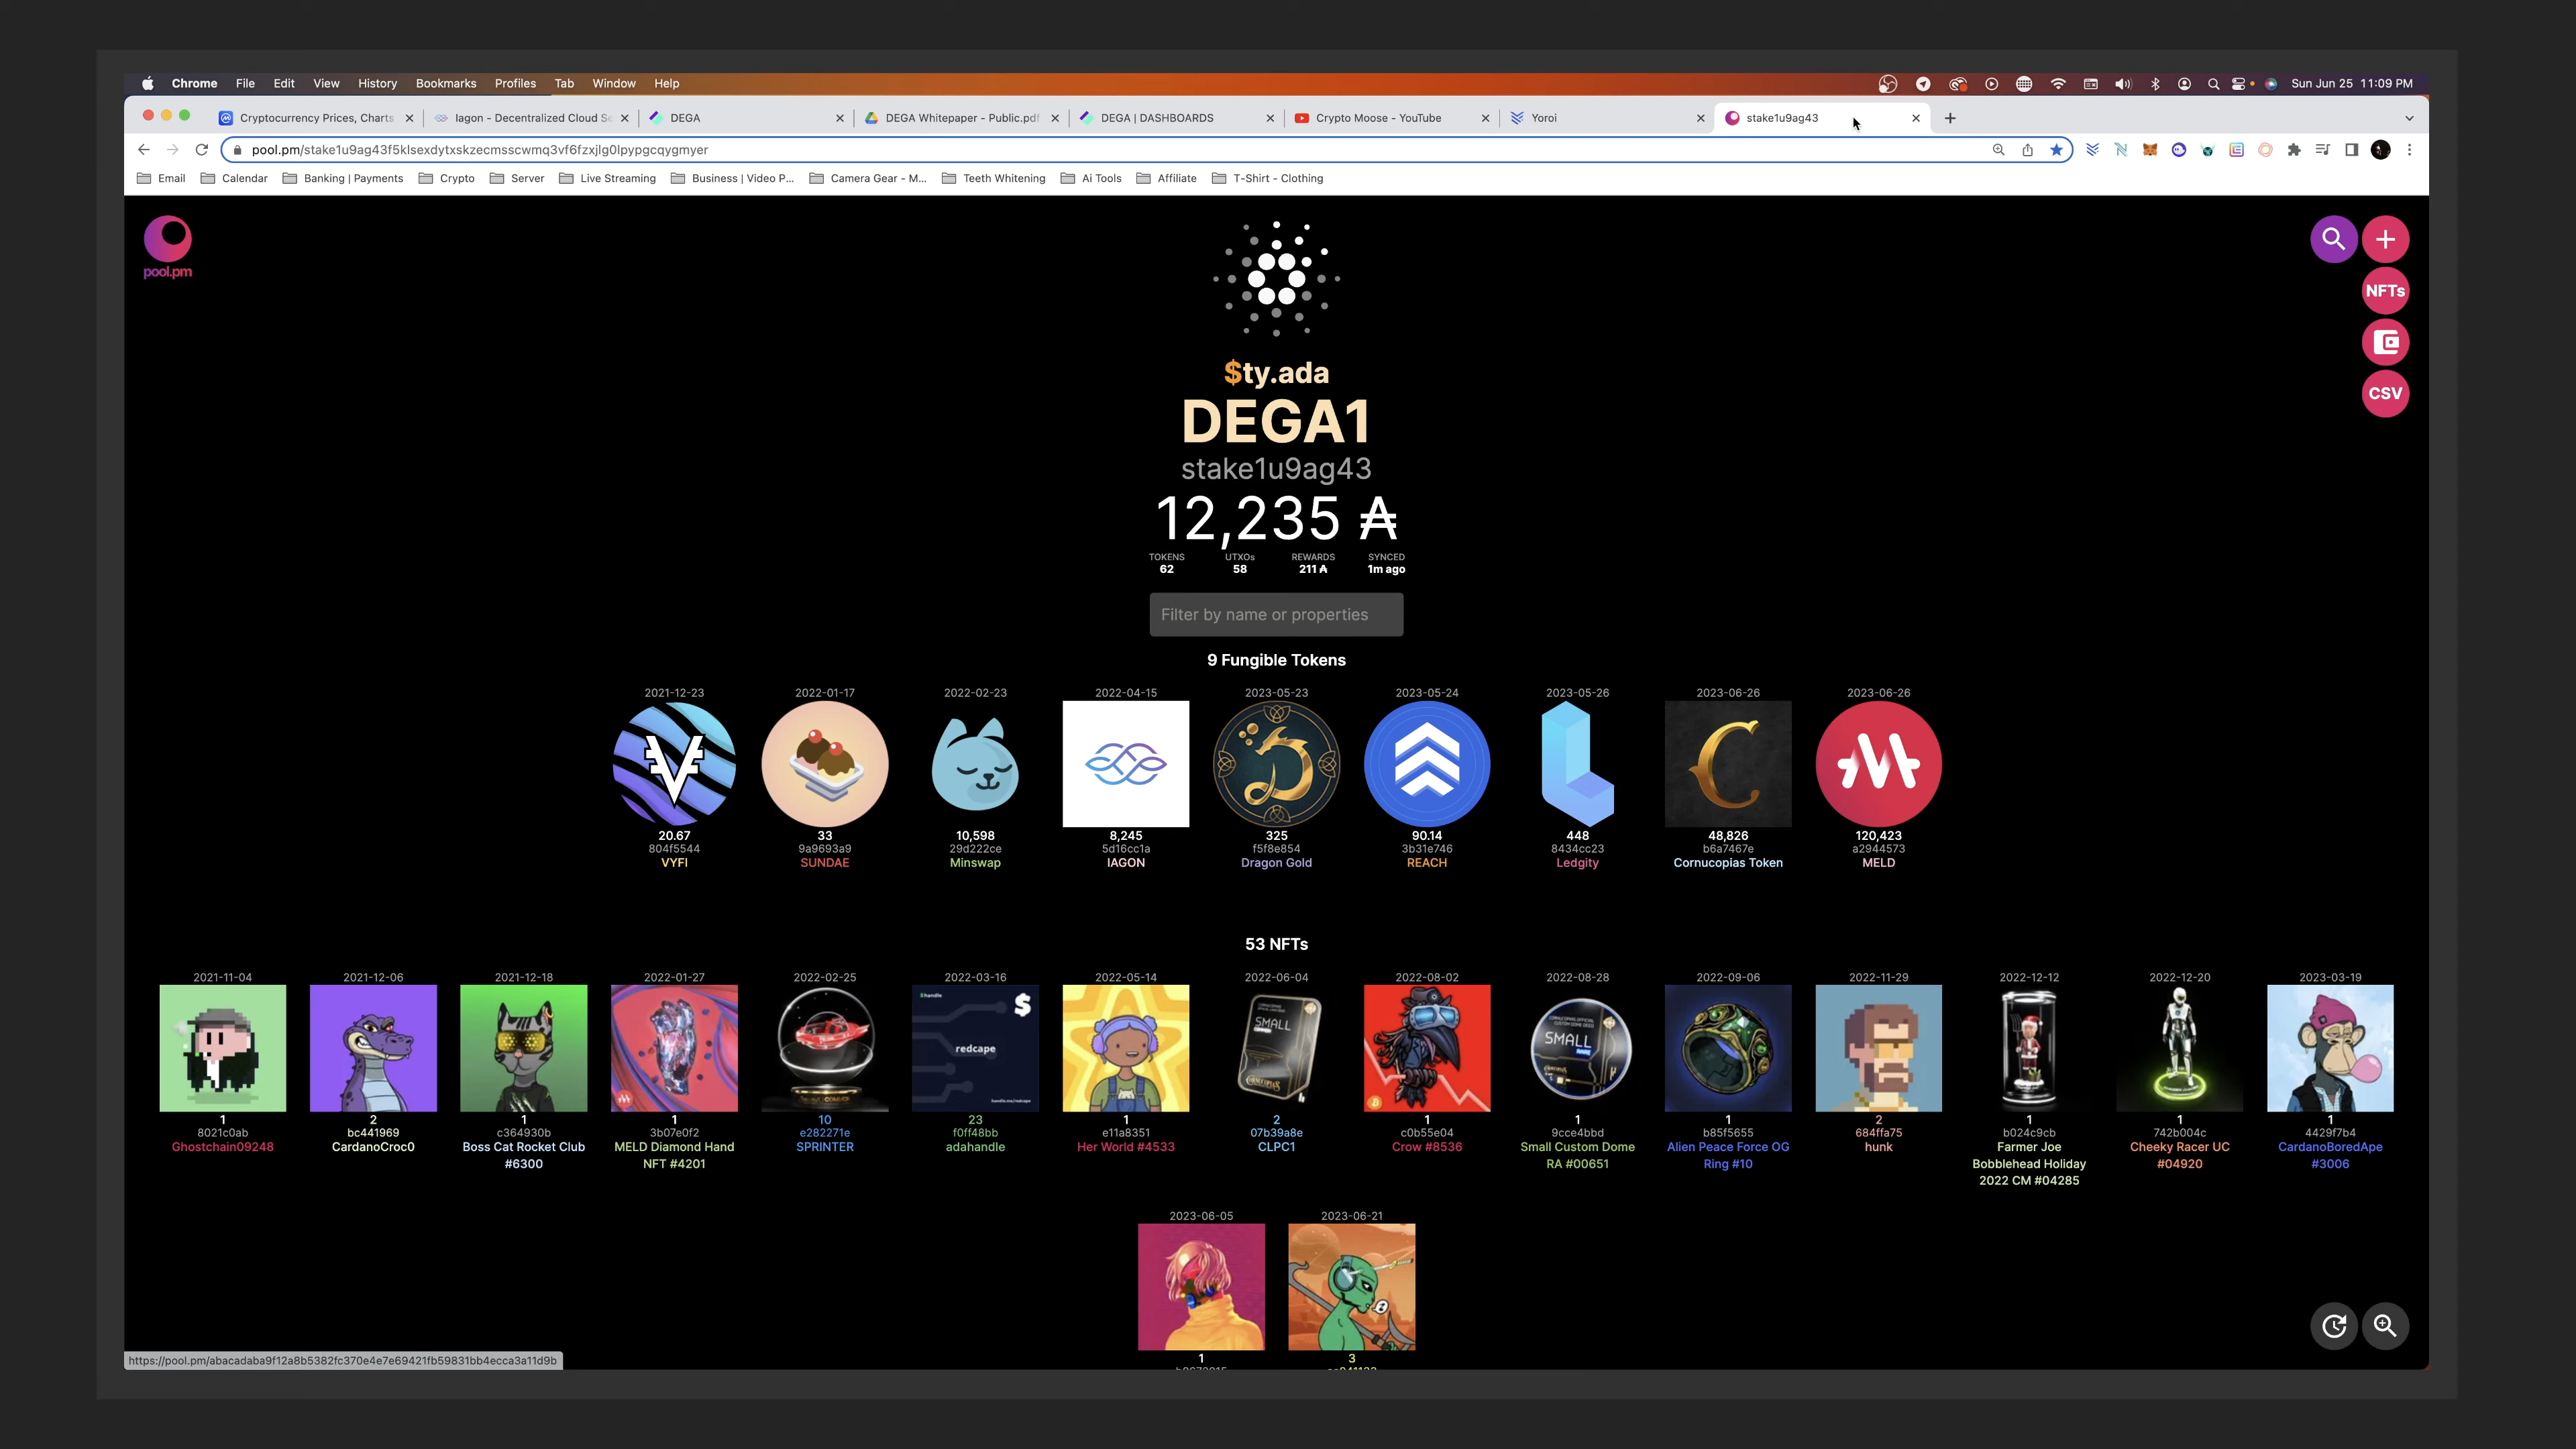 Chrome File Edit View History Bookmarks Profiles Tab Window Help Sun Jun 25 11:09 PM
Cryptocurrency Prices, Charts Iagon - Decentralized Cloud Se DEGA DEGA Whitepaper - Public.pdf DEGA | DASHBOARDS Crypto Moose - YouTube Yoroi stake1u9ag43
pool.pm/stake1u9ag43f5klsexdytxskzecmsscwmq3vf6fzxjlg0lpypgcqygmyer
Email Calendar Banking | Payments Crypto Server Live Streaming Business | Video P... Camera Gear - M... Teeth Whitening Ai Tools Affiliate T-Shirt - Clothing
pool.pm
NFTs
CSV
$ty.ada
DEGA1
stake1u9ag43
12,235 ₳
TOKENS UTXOs REWARDS SYNCED
62 58 211 ₳ 1m ago
Filter by name or properties
9 Fungible Tokens
2021-12-23 2022-01-17 2022-02-23 2022-04-15 2023-05-23 2023-05-24 2023-05-26 2023-06-26 2023-06-26
20.67 33 10,598 8,245 325 90.14 448 48,826 120,423
804f5544 9a9693a9 29d222ce 5d16cc1a f5f8e854 3b31e746 8434cc23 b6a7467e a2944573
VYFI SUNDAE Minswap IAGON Dragon Gold REACH Ledgity Cornucopias Token MELD
53 NFTs
2021-11-04 2021-12-06 2021-12-18 2022-01-27 2022-02-25 2022-03-16 2022-05-14 2022-06-04 2022-08-02 2022-08-28 2022-09-06 2022-11-29 2022-12-12 2022-12-20 2023-03-19
$handle $
redcape
SMALL
SMALL
RARE
handle.me/redcape
1 2 1 1 10 23 1 2 1 1 1 2 1 1 1
8021c0ab bc441969 c364930b 3b07e0f2 e282271e f0ff48bb e11a8351 07b39a8e c0b55e04 9cce4bbd b85f5655 684ffa75 b024c9cb 742b004c 4429f7b4
Ghostchain09248 CardanoCroc0 Boss Cat Rocket Club MELD Diamond Hand SPRINTER adahandle Her World #4533 CLPC1 Crow #8536 Small Custom Dome Alien Peace Force OG hunk Farmer Joe Cheeky Racer UC CardanoBoredApe
#6300 NFT #4201 RA #00651 Ring #10 Bobblehead Holiday #04920 #3006
2022 CM #04285
2023-06-05 2023-06-21
1 3
https://pool.pm/abacadaba9f12a8b5382fc370e4e7e69421fb59831bb4ecca3a11d9b